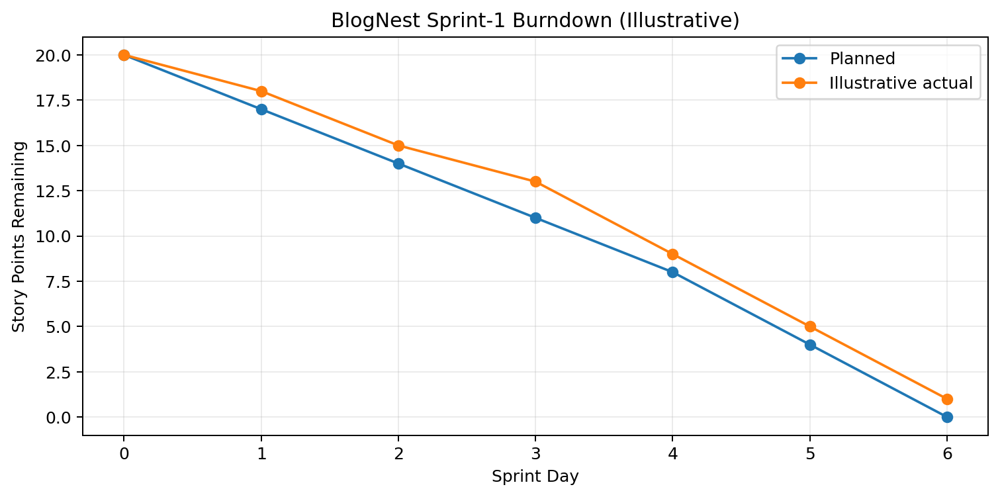 BlogNest Sprint-1 Burndown (Illustrative)
Planned
Illustrative actual
Story Points Remaining
20.0
17.5
15.0
12.5
10.0
7.5
5.0
2.5
0.0
0 1 2 3 4 5 6
Sprint Day